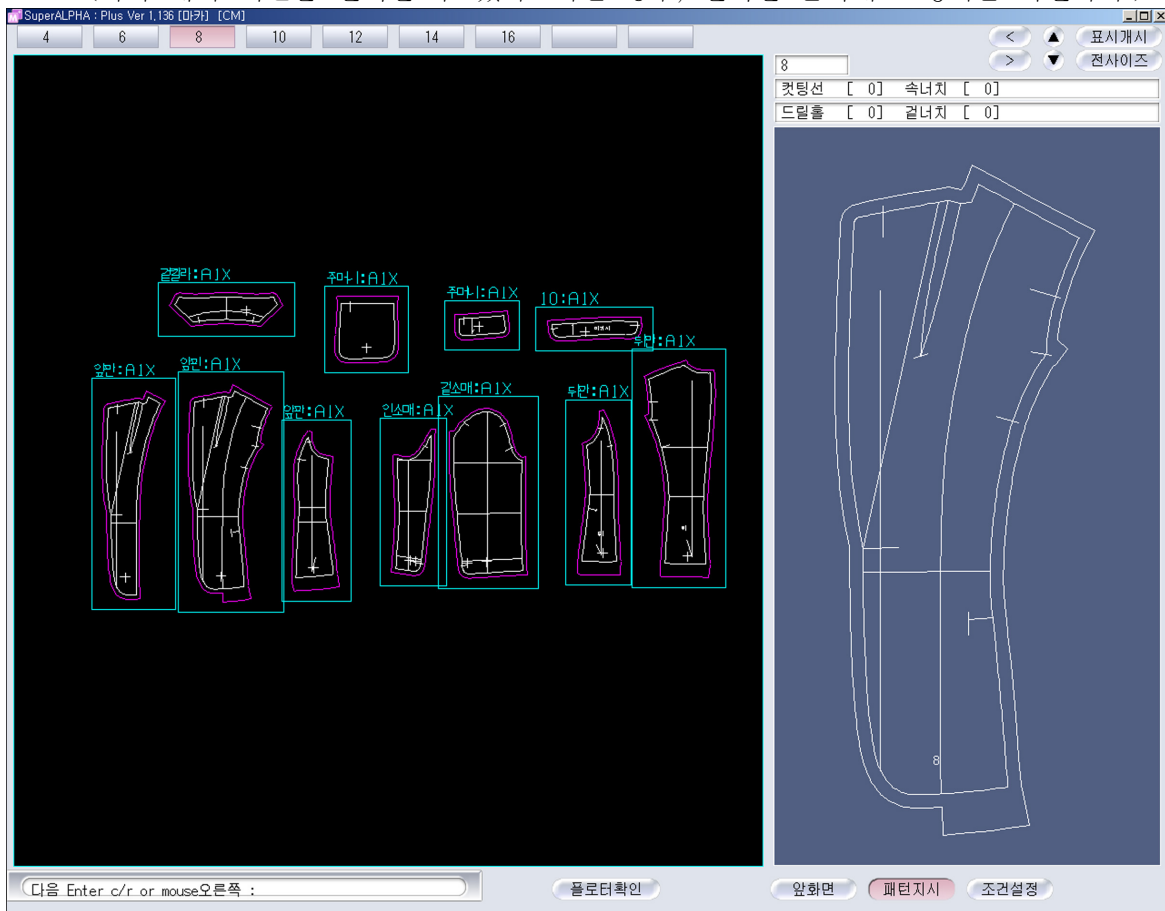 SuperALPHA : Plus Ver 1,136 [마카] [CM]
4 6 8 10 12 14 16
< ▲ 표시개시
> ▼ 전사이즈
8
컷팅선 [ 0] 속너치 [ 0]
드릴홀 [ 0] 겉너치 [ 0]
겉깔리:A1X
주머니:A1X
주머니:A1X
10:A1X
뒤판:A1X
앞판:A1X
앞판:A1X
앞판:A1X
인소매:A1X
겉소매:A1X
뒤판:A1X
8
다음 Enter c/r or mouse오른쪽 :
플로터확인
앞화면
패턴지시
조건설정